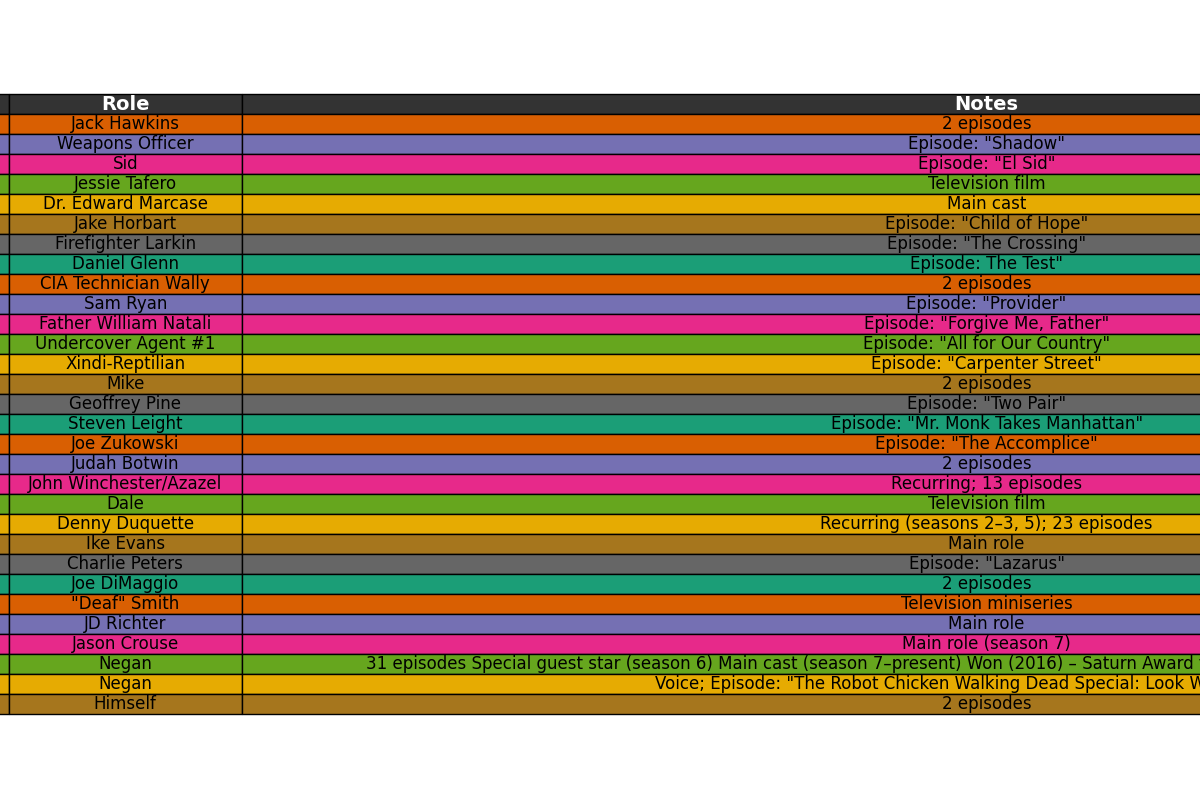 Role Notes
Jack Hawkins 2 episodes
Weapons Officer Episode: "Shadow"
Sid Episode: "El Sid"
Jessie Tafero Television film
Dr. Edward Marcase Main cast
Jake Horbart Episode: "Child of Hope"
Firefighter Larkin Episode: "The Crossing"
Daniel Glenn Episode: The Test"
CIA Technician Wally 2 episodes
Sam Ryan Episode: "Provider"
Father William Natali Episode: "Forgive Me, Father"
Undercover Agent #1 Episode: "All for Our Country"
Xindi-Reptilian Episode: "Carpenter Street"
Mike 2 episodes
Geoffrey Pine Episode: "Two Pair"
Steven Leight Episode: "Mr. Monk Takes Manhattan"
Joe Zukowski Episode: "The Accomplice"
Judah Botwin 2 episodes
John Winchester/Azazel Recurring; 13 episodes
Dale Television film
Denny Duquette Recurring (seasons 2–3, 5); 23 episodes
Ike Evans Main role
Charlie Peters Episode: "Lazarus"
Joe DiMaggio 2 episodes
"Deaf" Smith Television miniseries
JD Richter Main role
Jason Crouse Main role (season 7)
Negan 31 episodes Special guest star (season 6) Main cast (season 7–present) Won (2016) – Saturn Award
Negan Voice; Episode: "The Robot Chicken Walking Dead Special: Look
Himself 2 episodes